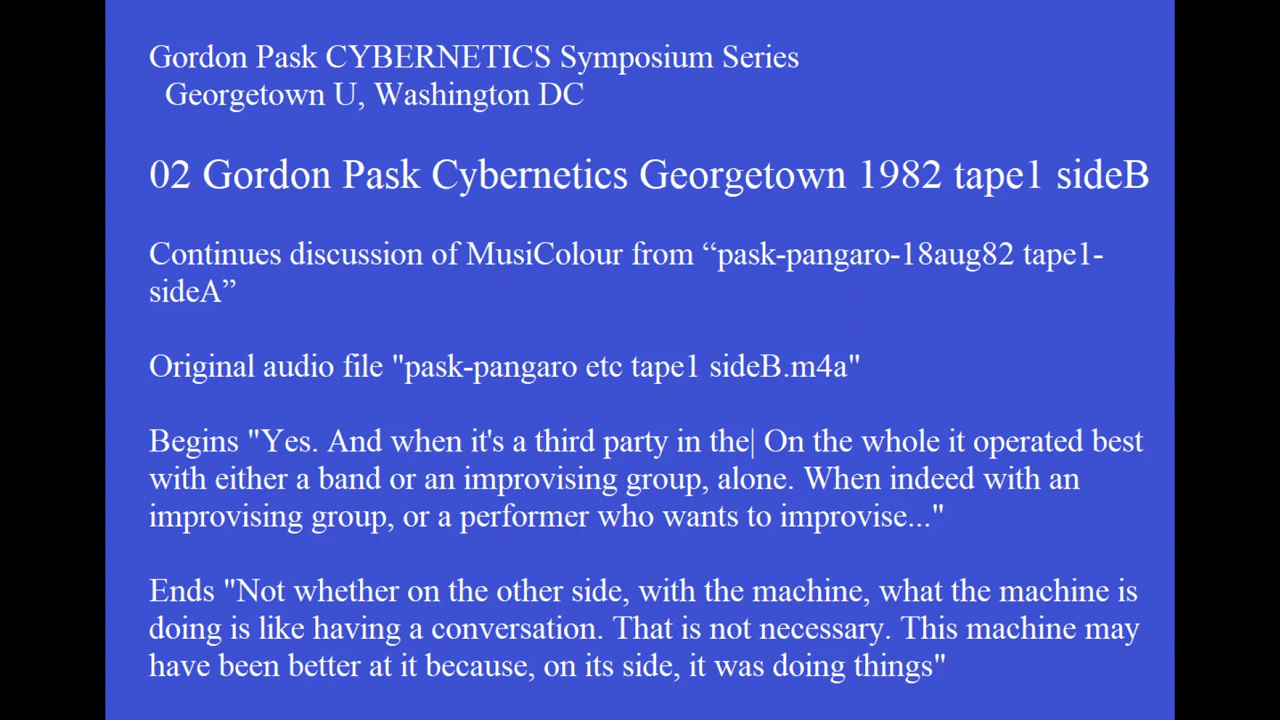 Gordon Pask CYBERNETICS Symposium Series
Georgetown U, Washington DC
02 Gordon Pask Cybernetics Georgetown 1982 tape1 sideB
Continues discussion of MusiColour from “pask-pangaro-18aug82 tape1-
sideA”
Original audio file "pask-pangaro etc tape1 sideB.m4a"
Begins "Yes. And when it's a third party in the| On the whole it operated best
with either a band or an improvising group, alone. When indeed with an
improvising group, or a performer who wants to improvise..."
Ends "Not whether on the other side, with the machine, what the machine is
doing is like having a conversation. That is not necessary. This machine may
have been better at it because, on its side, it was doing things"